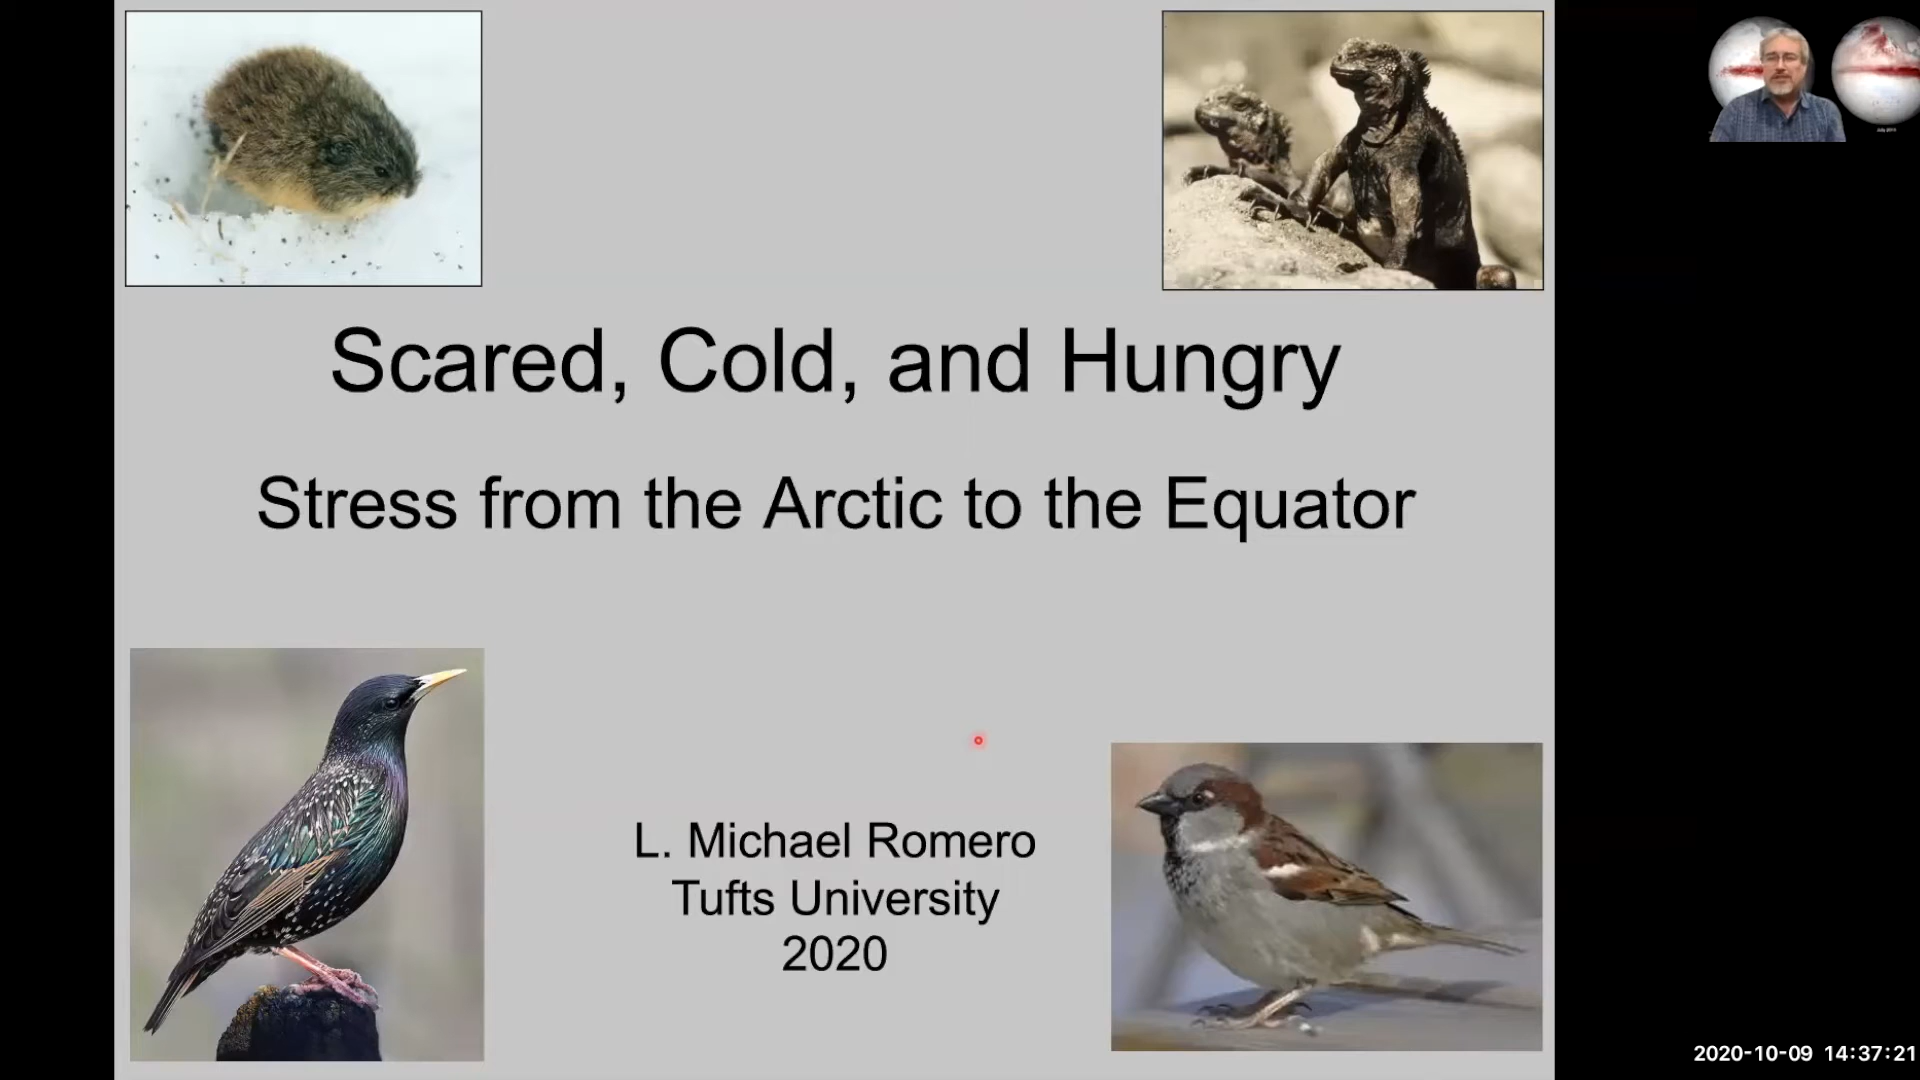 Scared, Cold, and Hungry
Stress from the Arctic to the Equator
L. Michael Romero
Tufts University
2020
2020-10-09 14:37:21